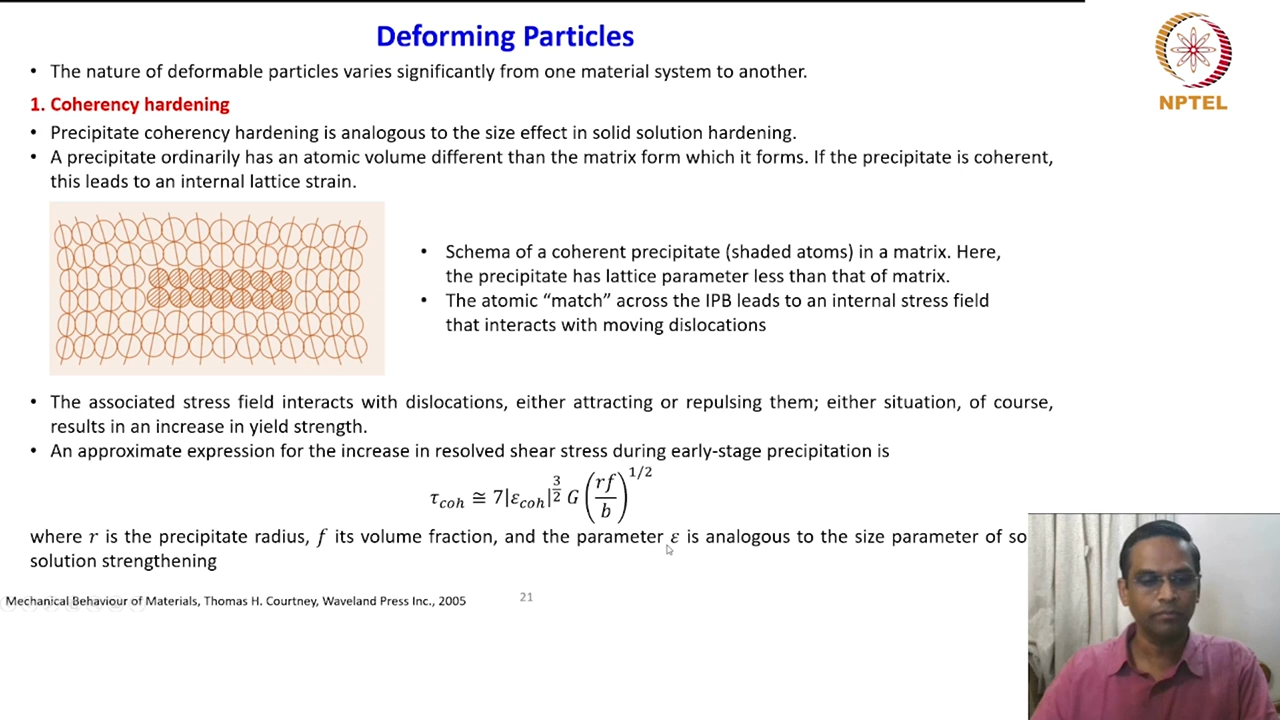 Deforming Particles
NPTEL
• The nature of deformable particles varies significantly from one material system to another.
1. Coherency hardening
• Precipitate coherency hardening is analogous to the size effect in solid solution hardening.
• A precipitate ordinarily has an atomic volume different than the matrix form which it forms. If the precipitate is coherent,
this leads to an internal lattice strain.
• Schema of a coherent precipitate (shaded atoms) in a matrix. Here,
the precipitate has lattice parameter less than that of matrix.
• The atomic “match” across the IPB leads to an internal stress field
that interacts with moving dislocations
• The associated stress field interacts with dislocations, either attracting or repulsing them; either situation, of course,
results in an increase in yield strength.
• An approximate expression for the increase in resolved shear stress during early-stage precipitation is
τ_coh ≅ 7|ε_coh|^{3/2} G (rf/b)^{1/2}
where r is the precipitate radius, f its volume fraction, and the parameter ε is analogous to the size parameter of so
solution strengthening
Mechanical Behaviour of Materials, Thomas H. Courtney, Waveland Press Inc., 2005
21